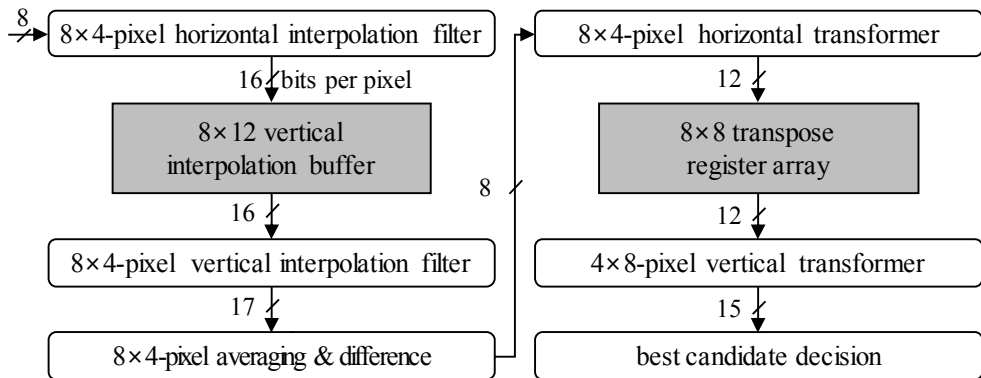 8
8×4-pixel horizontal interpolation filter
16 bits per pixel
8×12 vertical
interpolation buffer
16
8×4-pixel vertical interpolation filter
17
8×4-pixel averaging & difference
8
8×4-pixel horizontal transformer
12
8×8 transpose
register array
12
4×8-pixel vertical transformer
15
best candidate decision